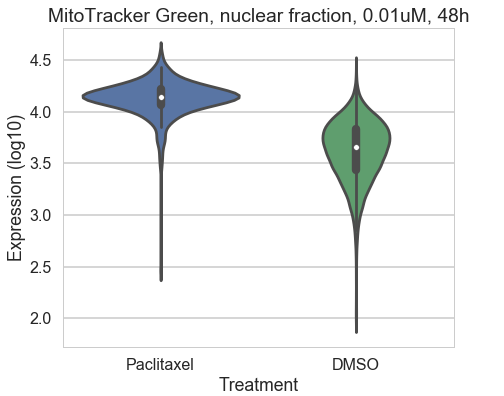 MitoTracker Green, nuclear fraction, 0.01uM, 48h
Expression (log10)
4.5
4.0
3.5
3.0
2.5
2.0
Paclitaxel
DMSO
Treatment